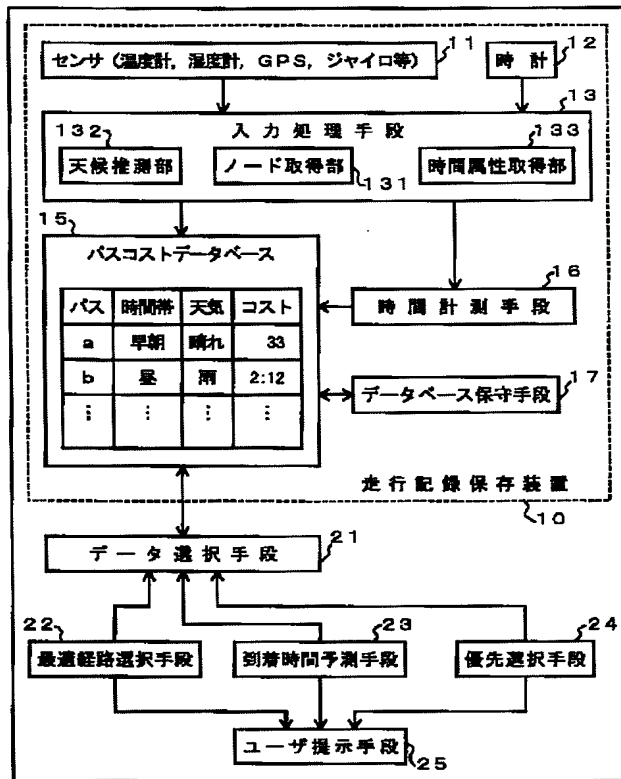 11
12
センサ（温度計，湿度計，GPS，ジャイロ等）
時計
13
入力処理手段
132
133
天候推測部
ノード取得部
時間属性取得部
131
15
パスコストデータベース
16
パス 時間帯 天気 コスト
時間計測手段
a 早朝 晴れ 33
b 昼 雨 2:12
17
⋮ ⋮ ⋮ ⋮
データベース保守手段
走行記録保存装置
10
21
データ選択手段
22
23
24
最適経路選択手段
到着時間予測手段
優先選択手段
ユーザ提示手段
25